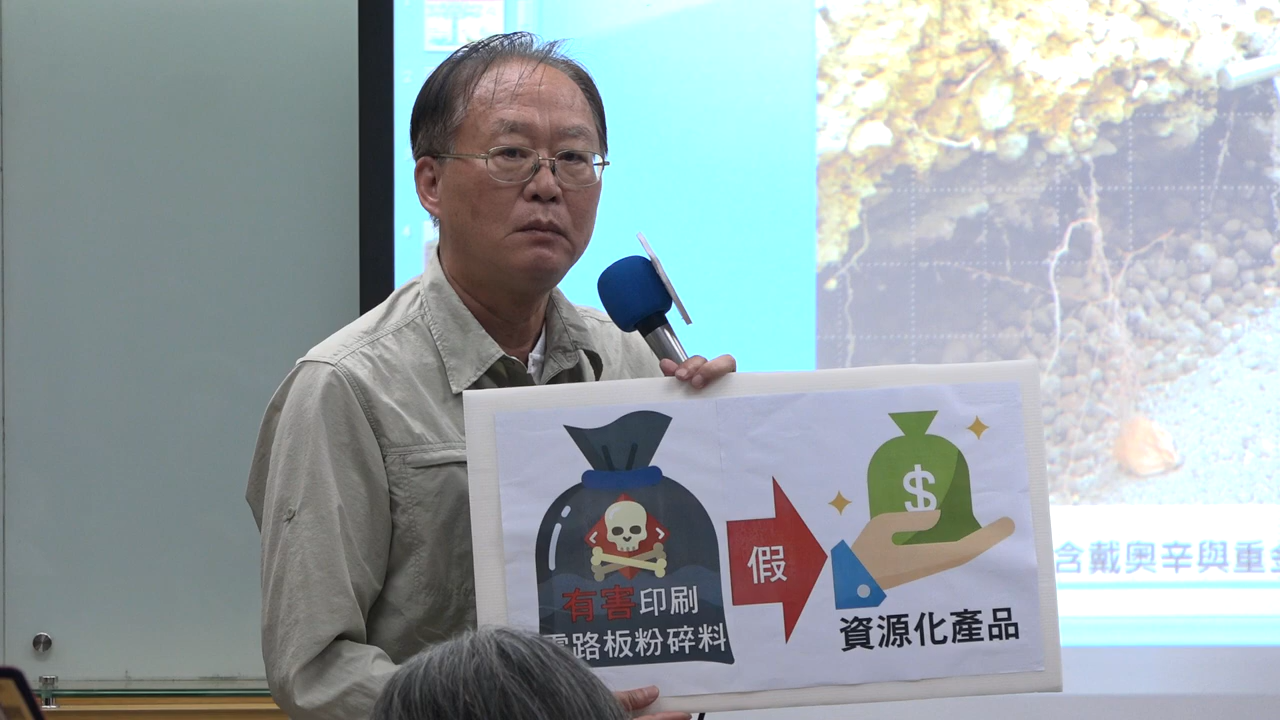 有害印刷
電路板粉碎料
假
$
資源化產品
含戴奧辛與重金